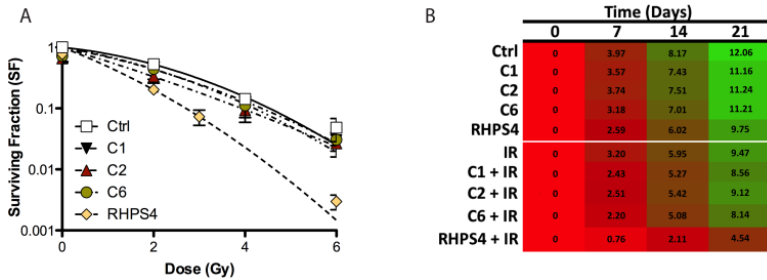 A
Surviving Fraction (SF)
1
0.1
0.01
0.001
Ctrl
C1
C2
C6
RHPS4
0 2 4 6
Dose (Gy)
B
Time (Days)
0 7 14 21
Ctrl 0 3.97 8.17 12.06
C1 0 3.57 7.43 11.16
C2 0 3.74 7.51 11.24
C6 0 3.18 7.01 11.21
RHPS4 0 2.59 6.02 9.75
IR 0 3.20 5.95 9.47
C1 + IR 0 2.43 5.27 8.56
C2 + IR 0 2.51 5.42 9.12
C6 + IR 0 2.20 5.08 8.14
RHPS4 + IR 0 0.76 2.11 4.54